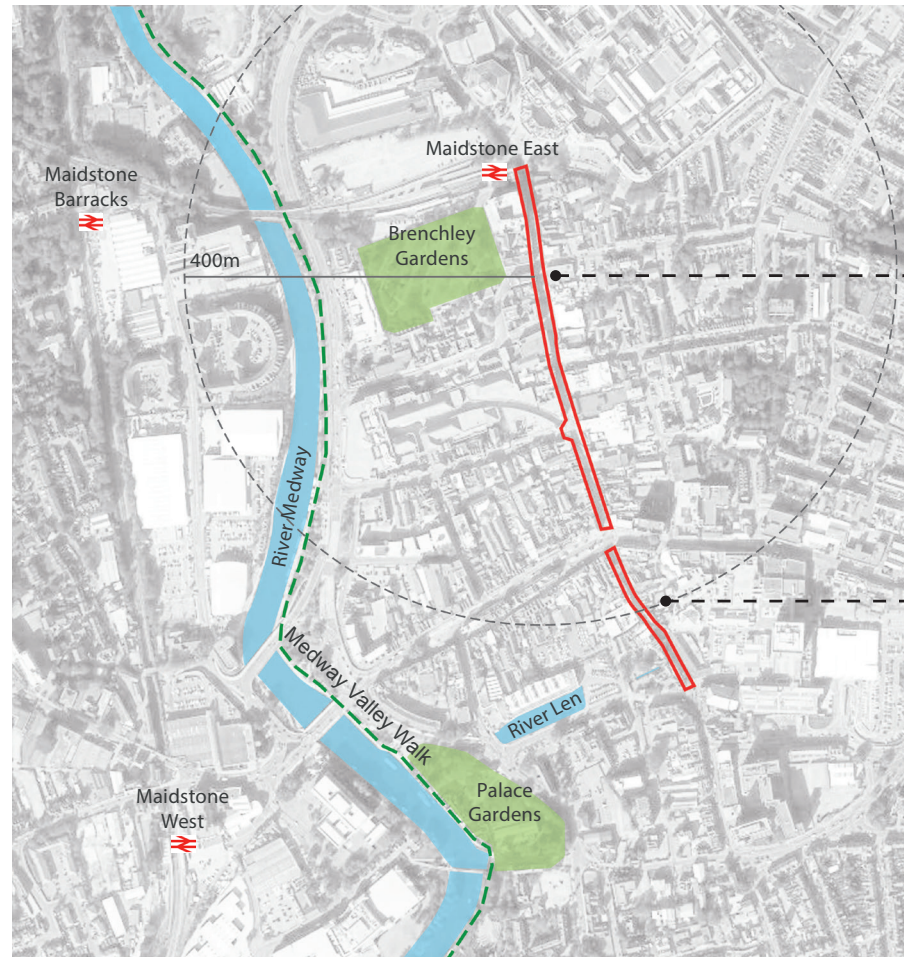 Maidstone East
Maidstone
Barracks
Brenchley
Gardens
400m
River Medway
Medway Valley Walk
River Len
Palace
Gardens
Maidstone
West